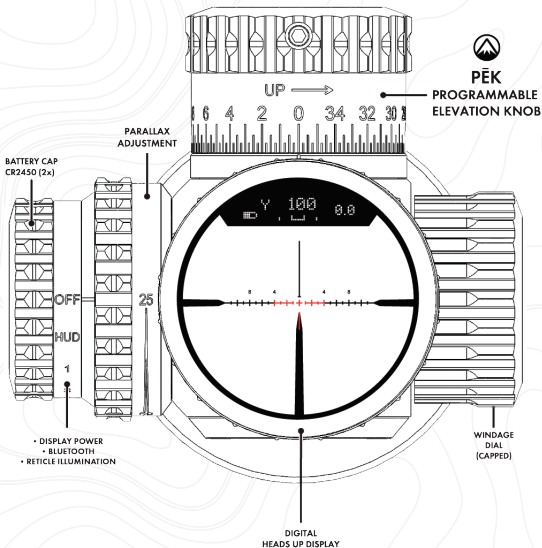 PĒK
PROGRAMMABLE
ELEVATION KNOB
UP
6 4 2 0 34 32 30
PARALLAX
ADJUSTMENT
BATTERY CAP
CR2450 (2x)
Y 100 0.0
8 4 4 8
OFF
25
HUD
1
• DISPLAY POWER
• BLUETOOTH
• RETICLE ILLUMINATION
WINDAGE
DIAL
(CAPPED)
DIGITAL
HEADS UP DISPLAY